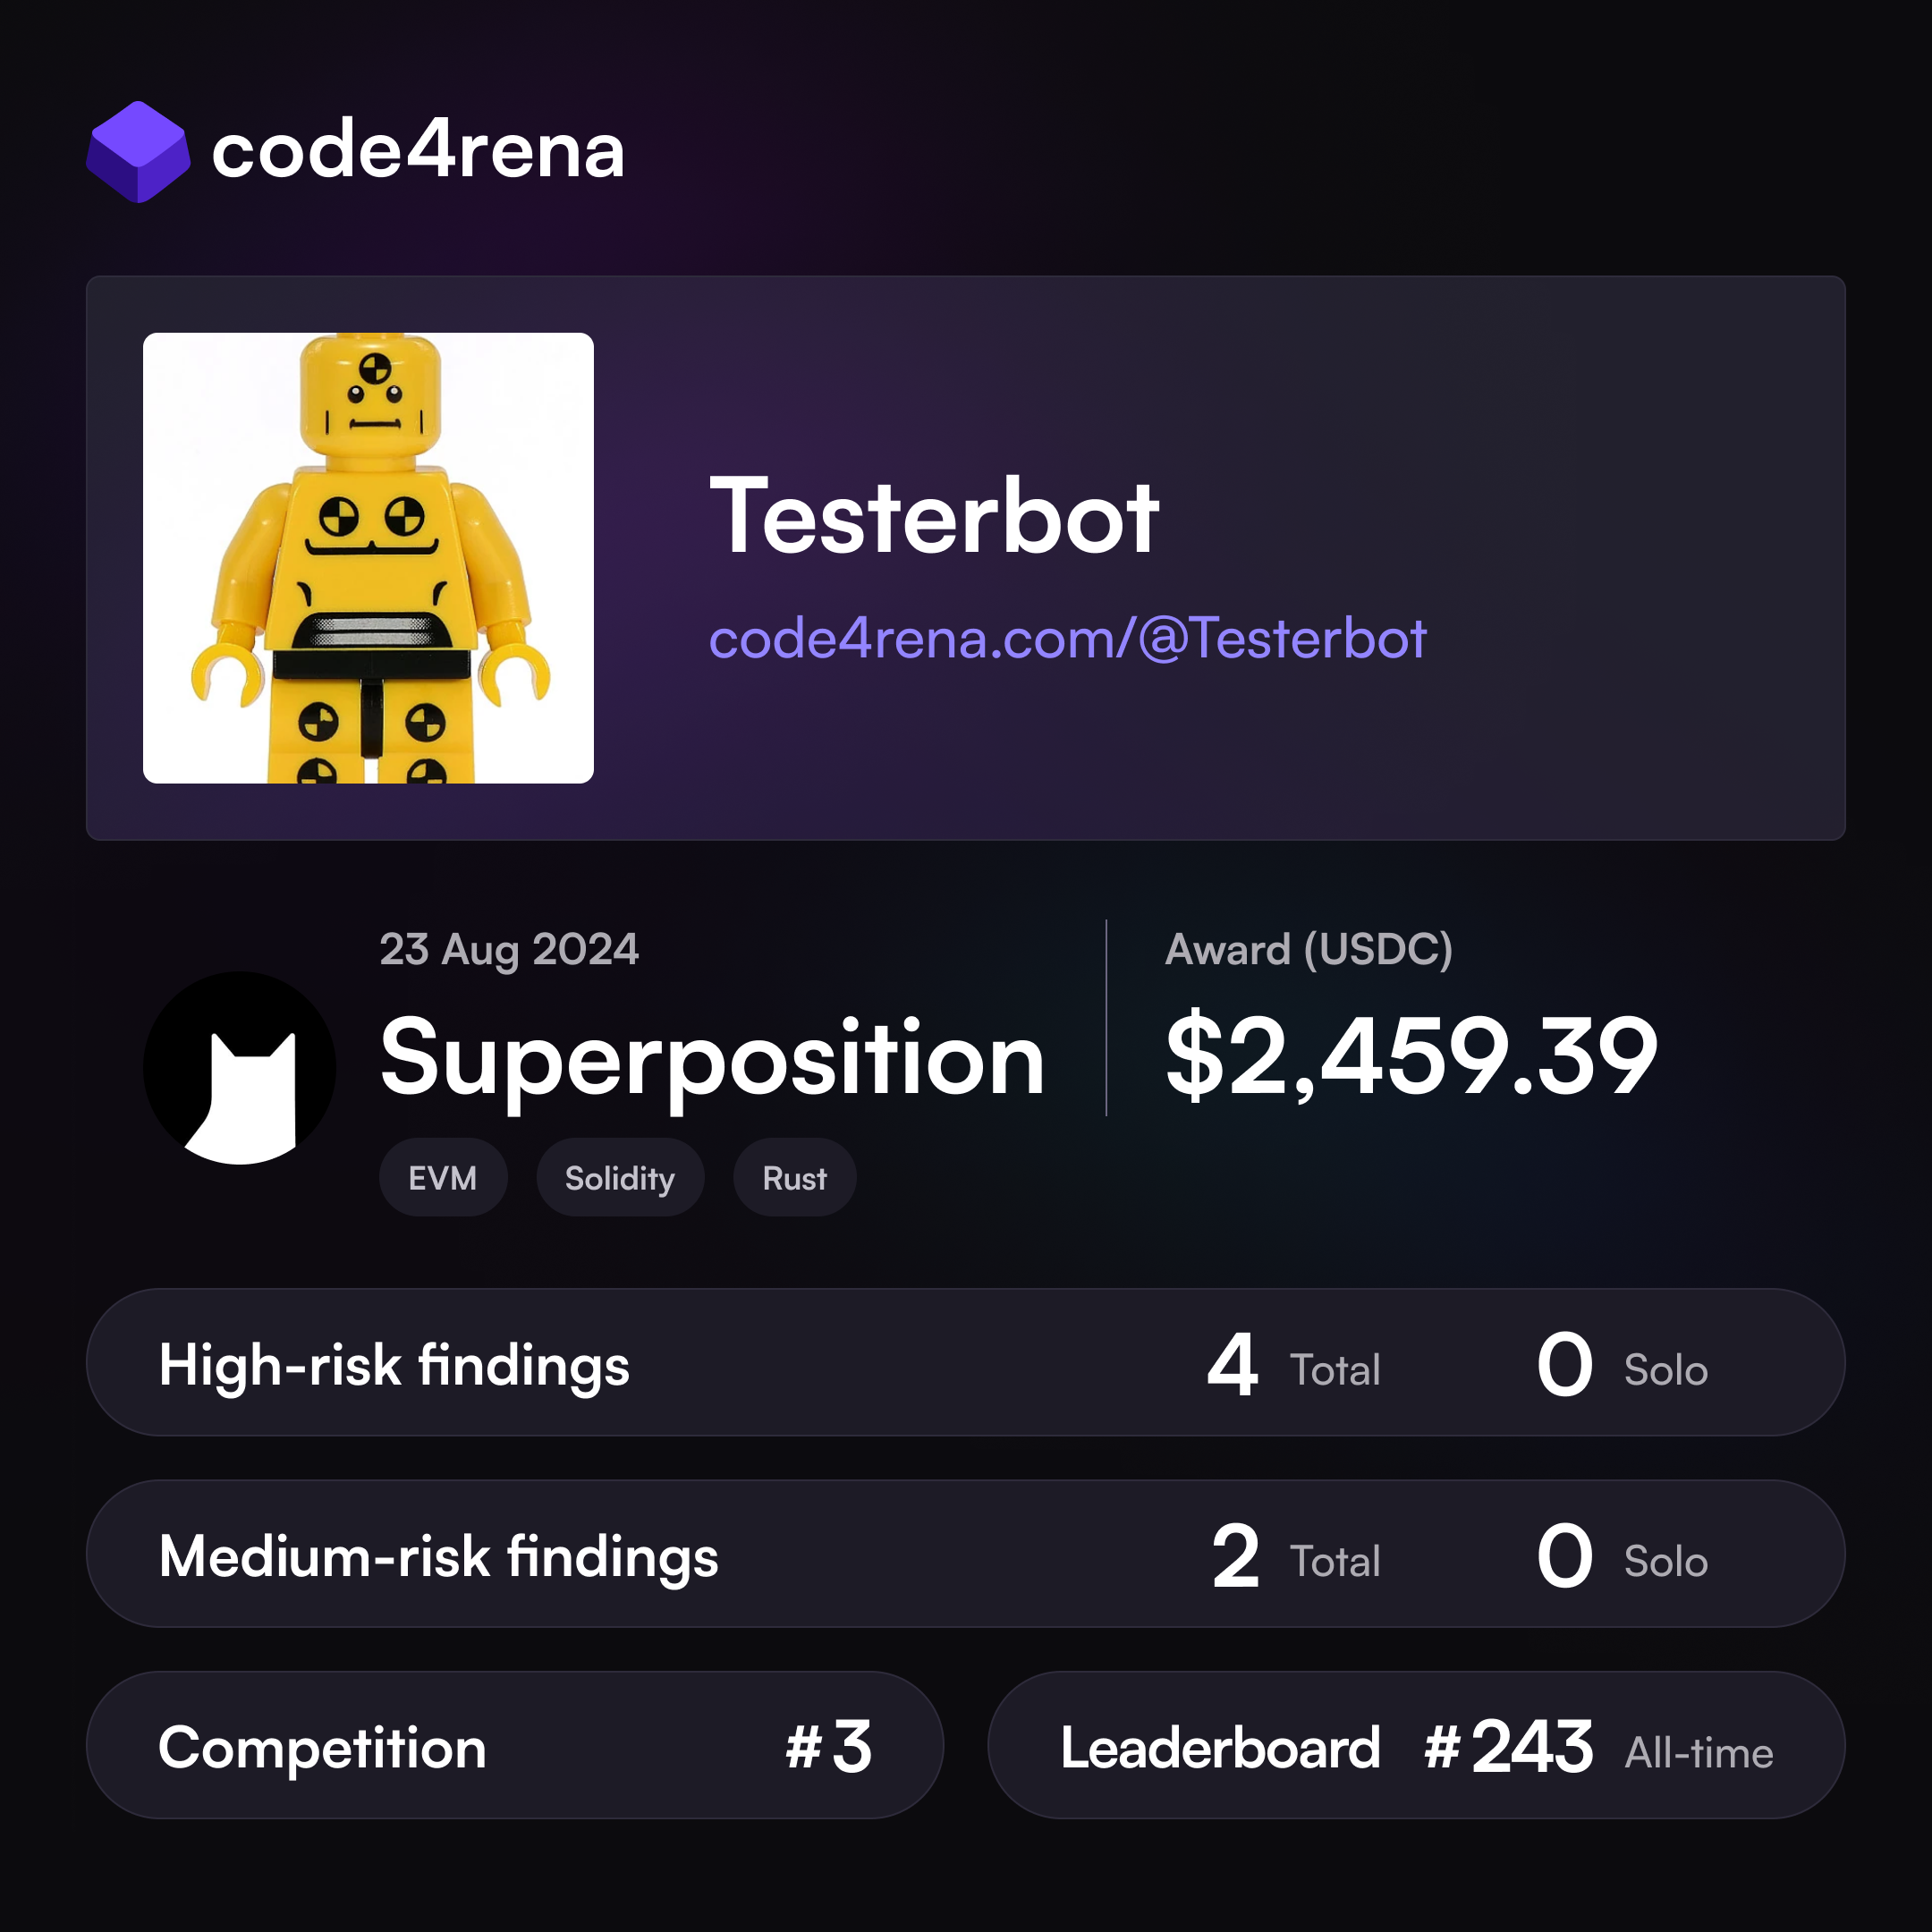 code4rena
Testerbot
code4rena.com/@Testerbot
23 Aug 2024
Superposition
EVM Solidity Rust
Award (USDC)
$2,459.39
High-risk findings 4 Total 0 Solo
Medium-risk findings 2 Total 0 Solo
Competition #3
Leaderboard #243 All-time